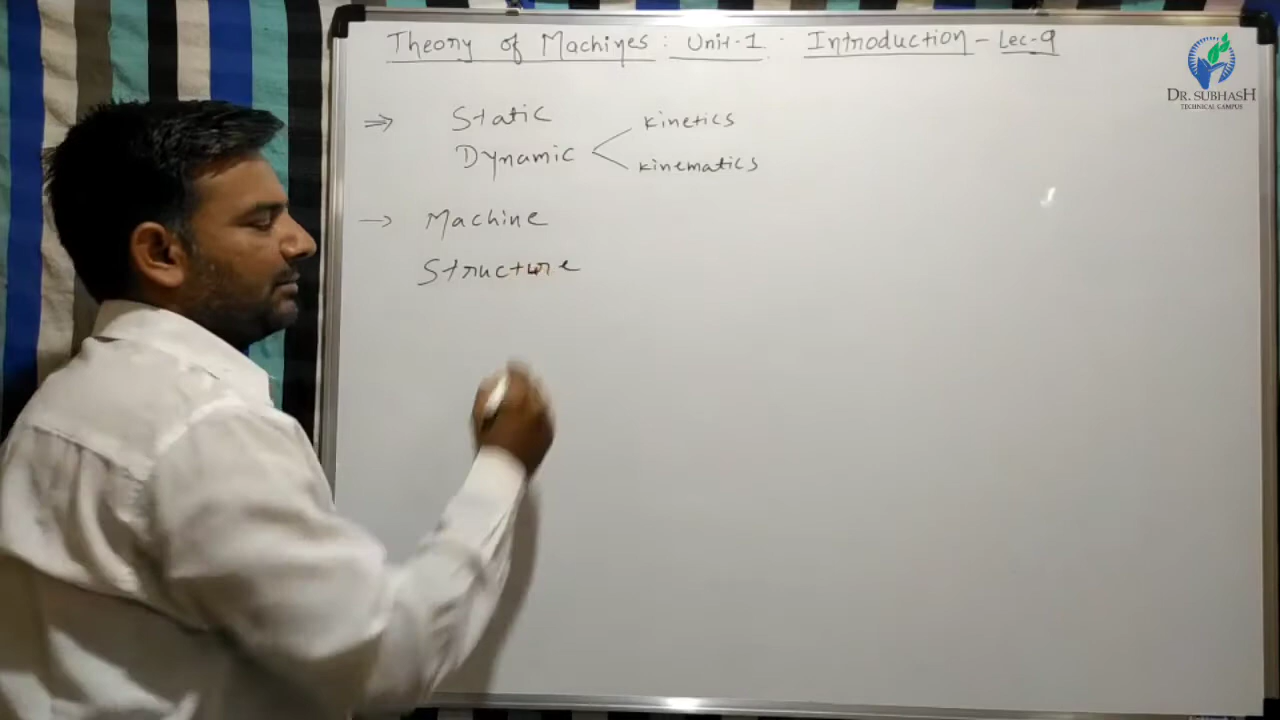 Theory of Machines : Unit-1 : Introduction - Lec-9
DR. SUBHASH
TECHNICAL CAMPUS
⇒ Static
Dynamic < kinetics
kinematics
→ Machine
Structure